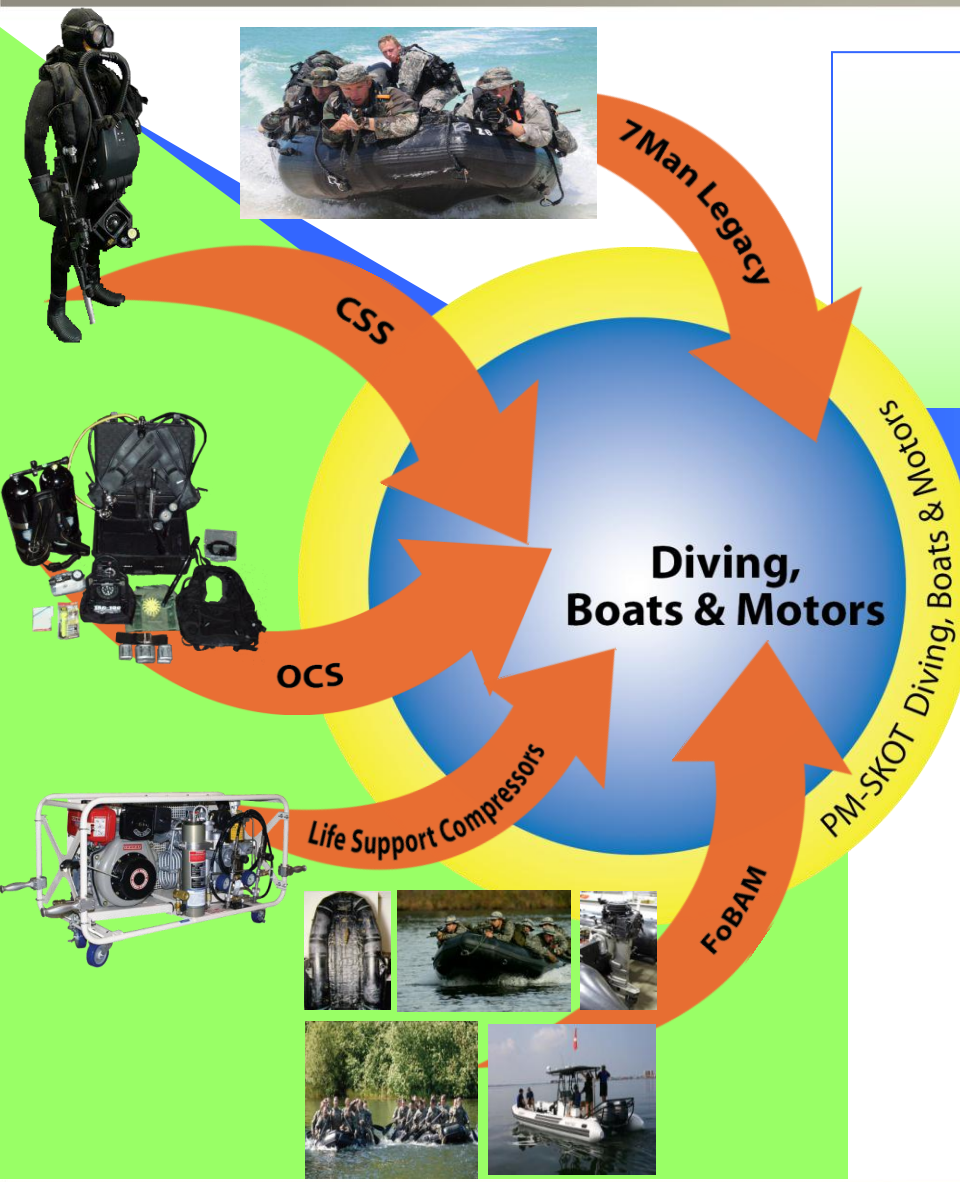 7Man Legacy
CSS
Diving,
Boats & Motors
PM-SKOT Diving, Boats & Motors
OCS
Life Support Compressors
FoBAM